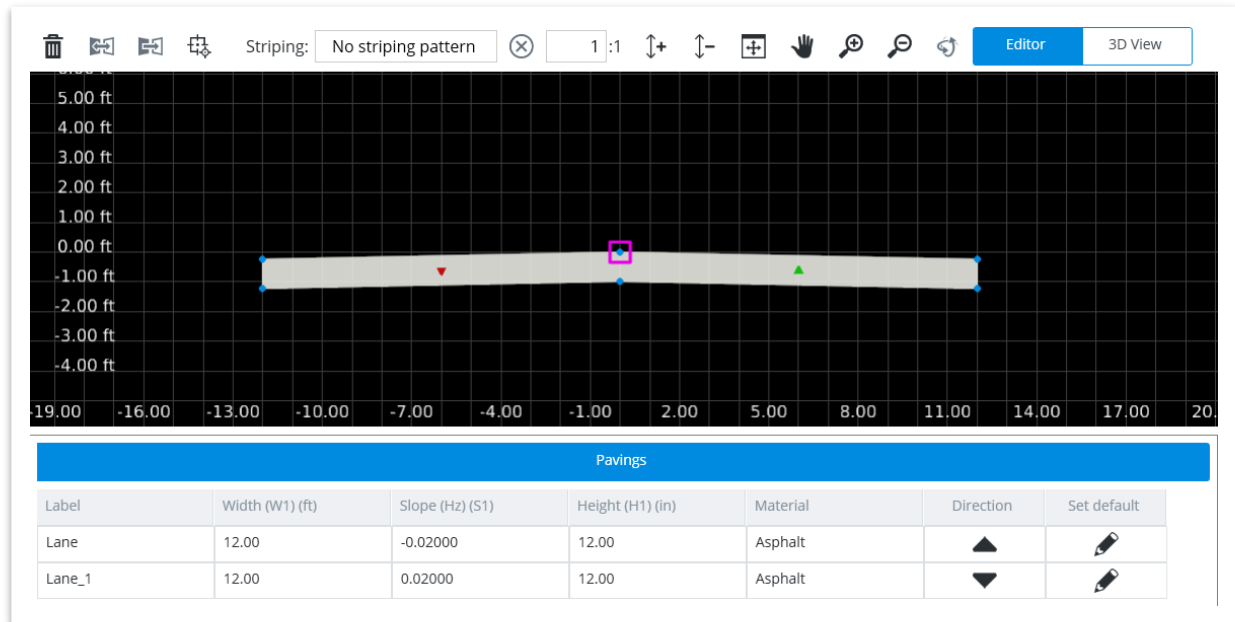 Striping: No striping pattern 1 :1 Editor 3D View
5.00 ft
4.00 ft
3.00 ft
2.00 ft
1.00 ft
0.00 ft
-1.00 ft
-2.00 ft
-3.00 ft
-4.00 ft
-19.00 -16.00 -13.00 -10.00 -7.00 -4.00 -1.00 2.00 5.00 8.00 11.00 14.00 17.00 20.
Pavings
Label Width (W1) (ft) Slope (Hz) (S1) Height (H1) (in) Material Direction Set default
Lane 12.00 -0.02000 12.00 Asphalt
Lane_1 12.00 0.02000 12.00 Asphalt